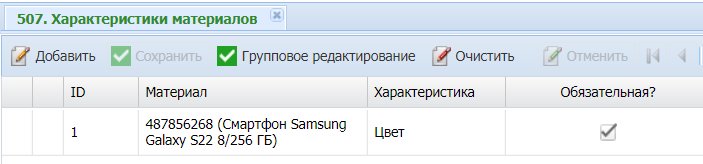 507. Характеристики материалов
Добавить Сохранить Групповое редактирование Очистить Отменить
ID Материал Характеристика Обязательная?
1 487856268 (Смартфон Samsung Galaxy S22 8/256 ГБ) Цвет